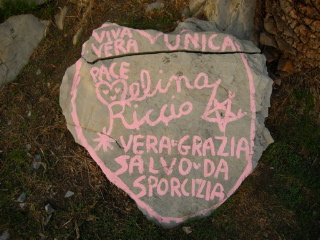 VIVA
VERA UNICA
PACE
Melina
Riccio
VERA GRAZIA
SALVO DA
SPORCIZIA